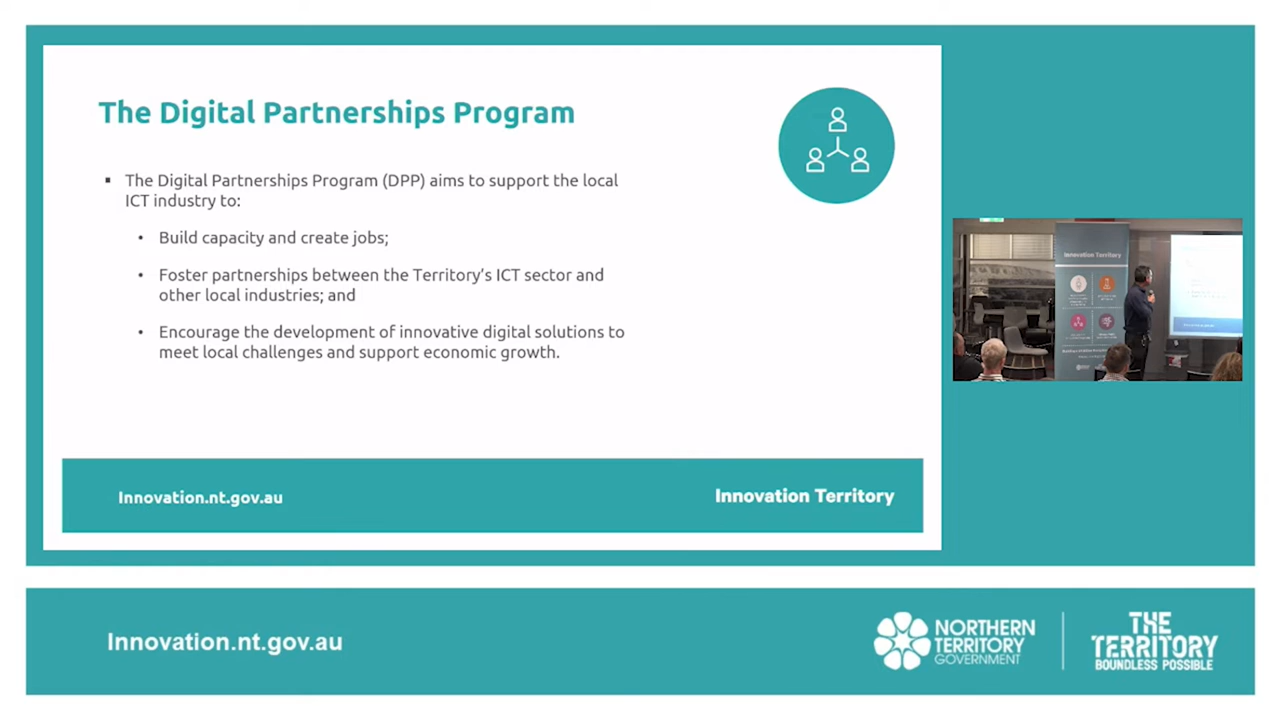 The Digital Partnerships Program
▪ The Digital Partnerships Program (DPP) aims to support the local
ICT industry to:
• Build capacity and create jobs;
• Foster partnerships between the Territory's ICT sector and
other local industries; and
• Encourage the development of innovative digital solutions to
meet local challenges and support economic growth.
Innovation.nt.gov.au
Innovation Territory
Innovation Territory
Innovation.nt.gov.au
NORTHERN
TERRITORY
GOVERNMENT
THE
TERRITORY
BOUNDLESS POSSIBLE